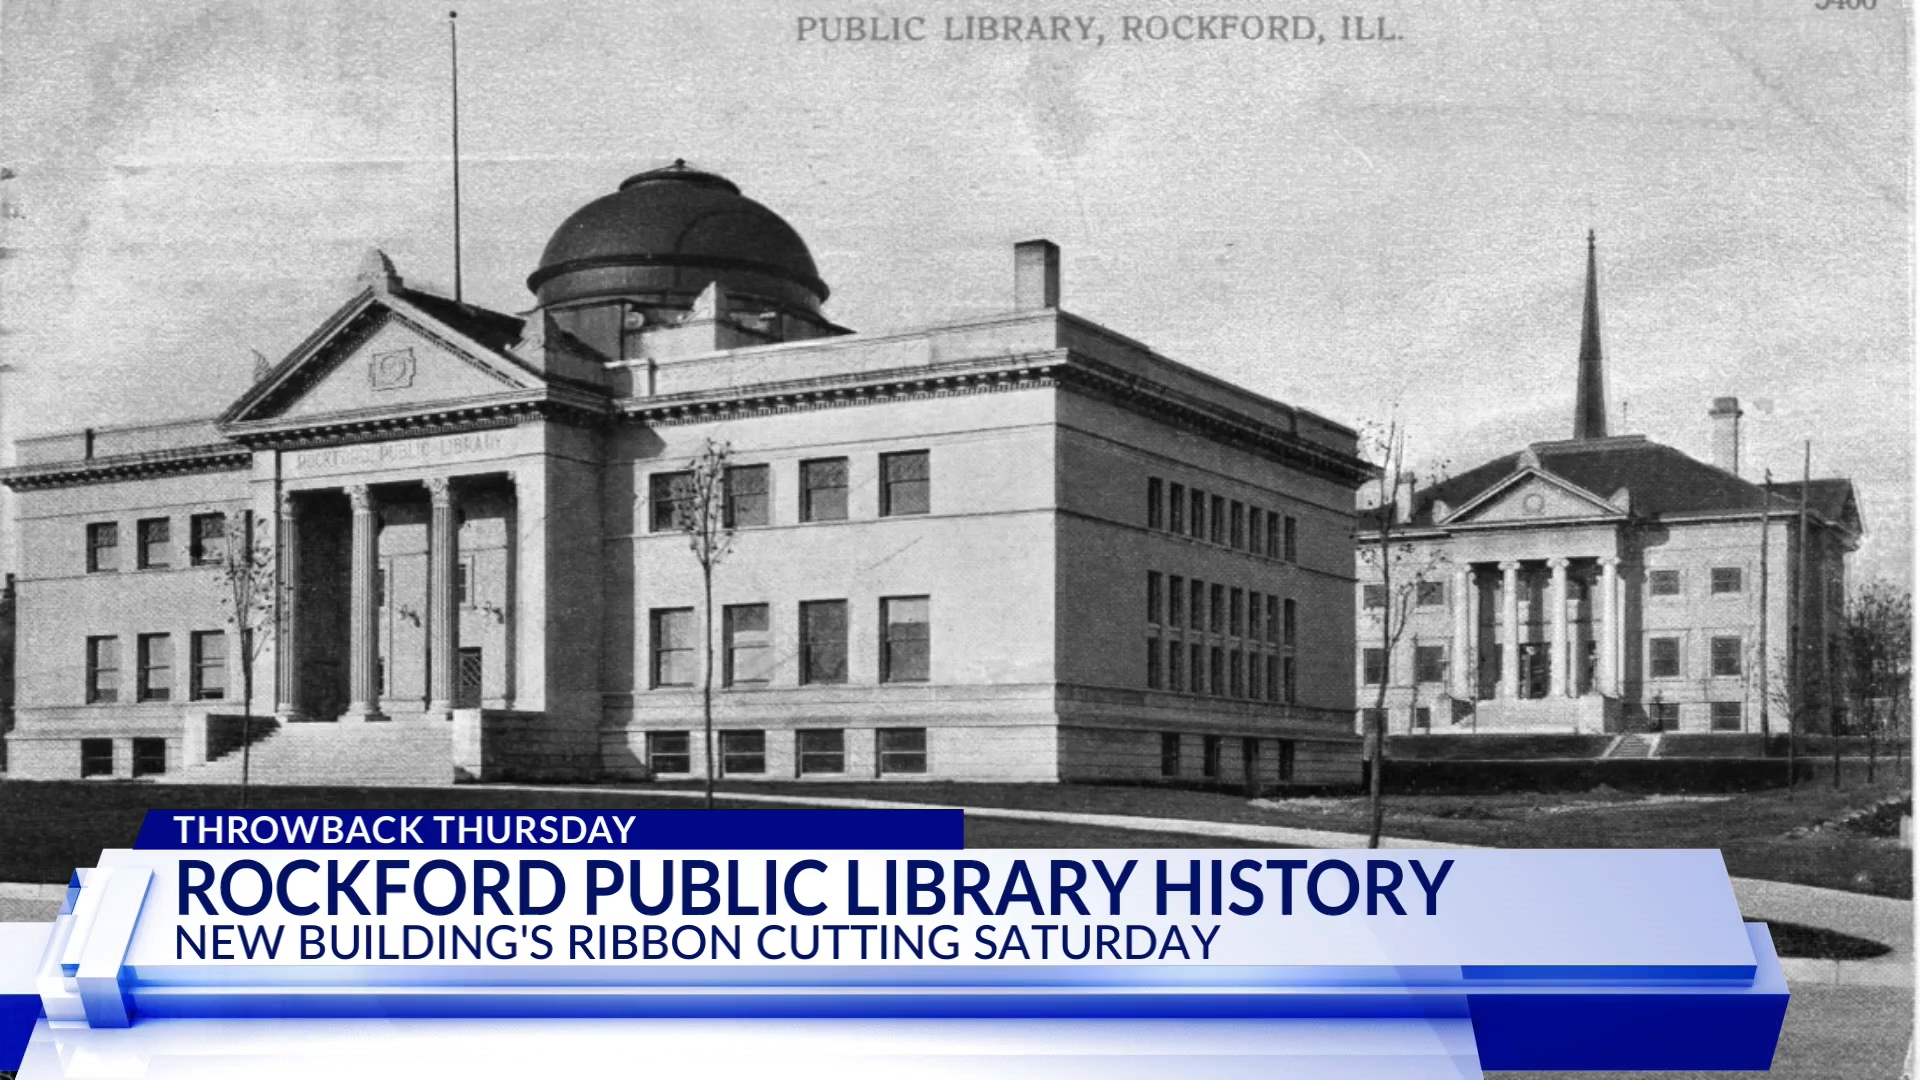 PUBLIC LIBRARY, ROCKFORD, ILL.
ROCKFORD PUBLIC LIBRARY
THROWBACK THURSDAY
ROCKFORD PUBLIC LIBRARY HISTORY
NEW BUILDING'S RIBBON CUTTING SATURDAY